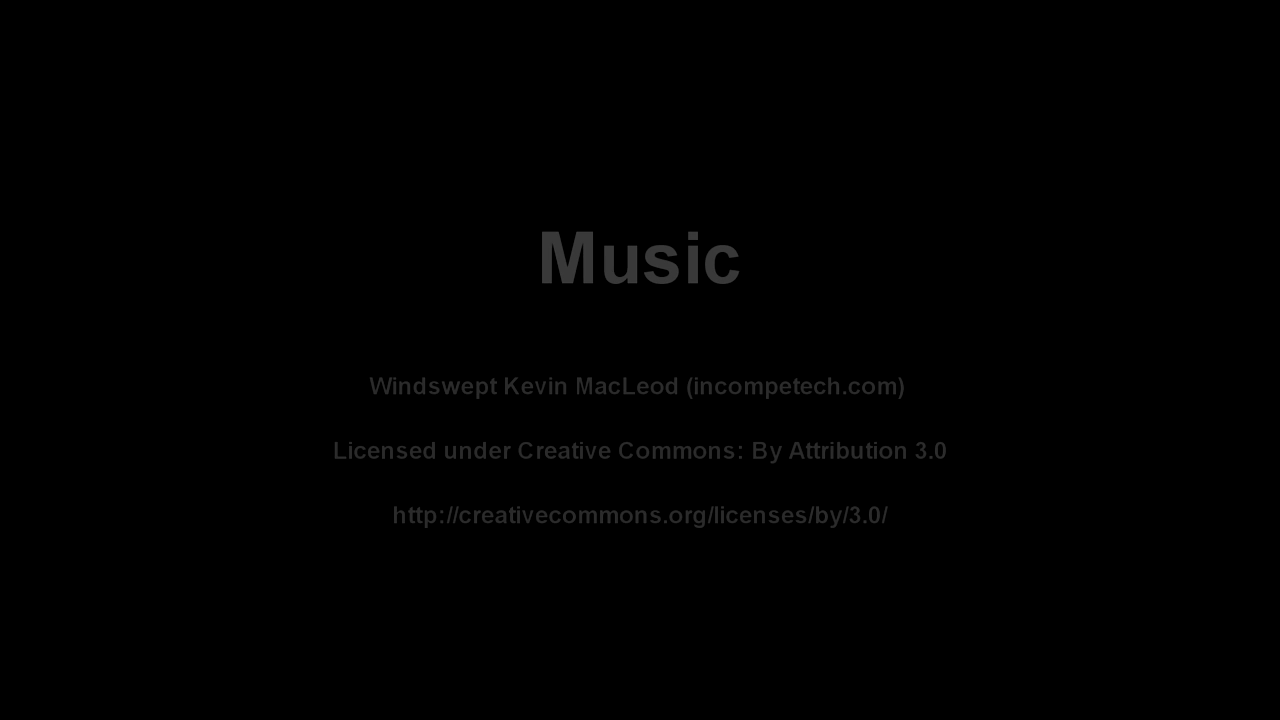 Music
Windswept Kevin MacLeod (incompetech.com)
Licensed under Creative Commons: By Attribution 3.0
http://creativecommons.org/licenses/by/3.0/